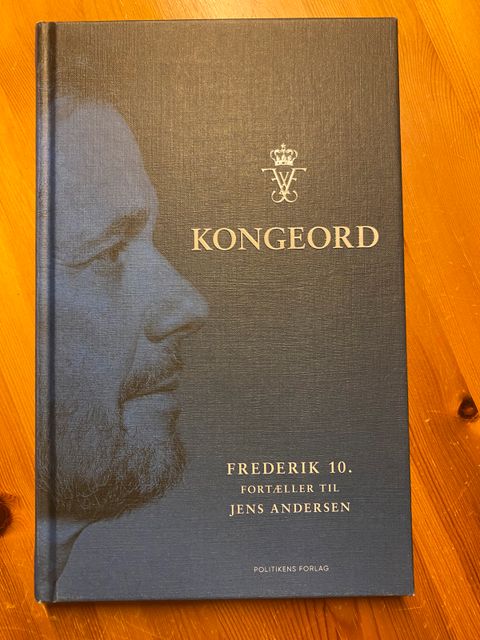 KONGEORD
FREDERIK 10.
FORTÆLLER TIL
JENS ANDERSEN
POLITIKENS FORLAG